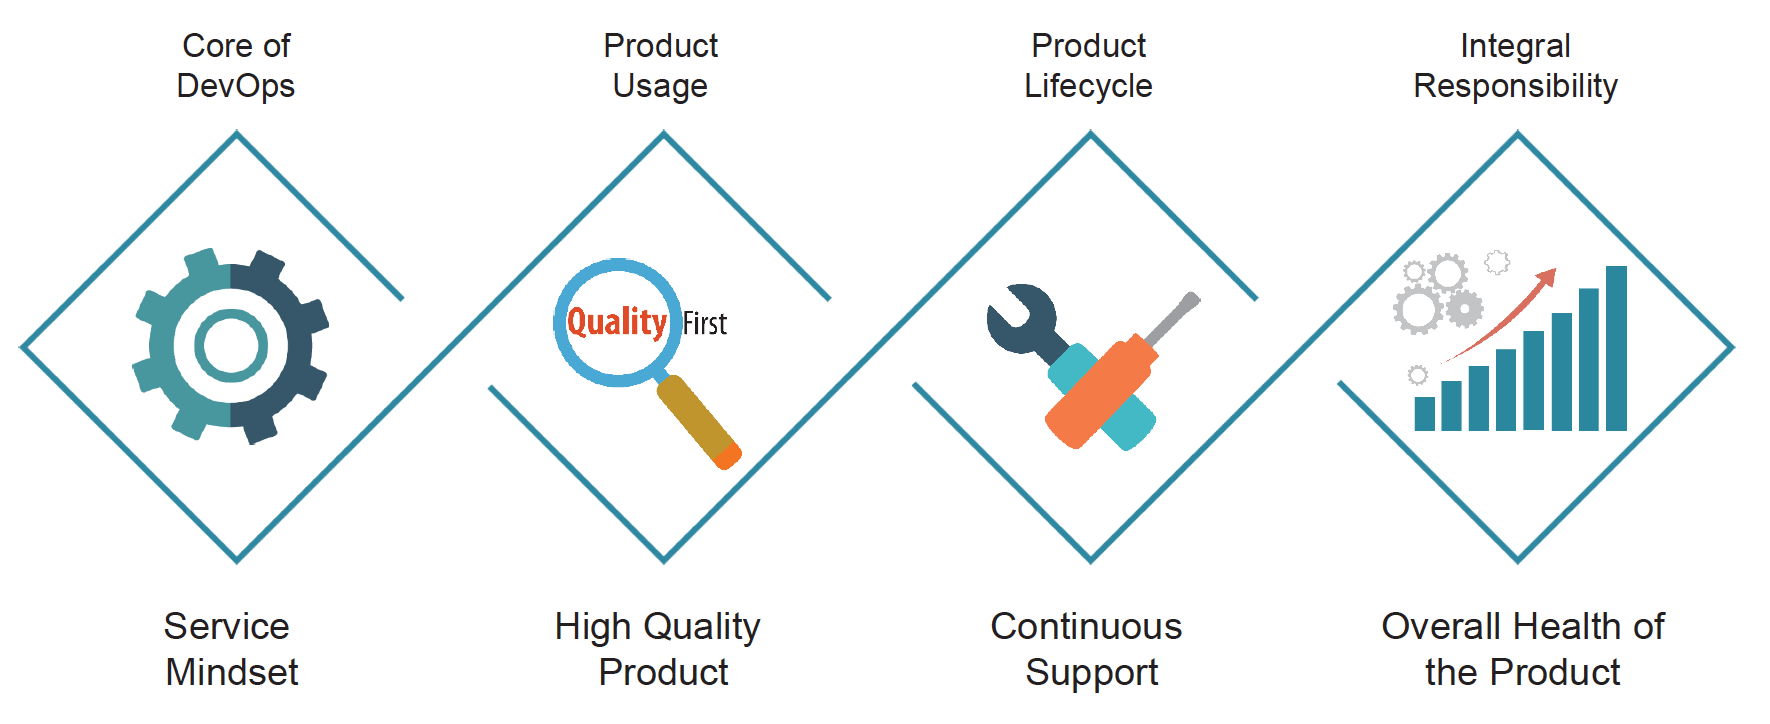 Core of
DevOps
Product
Usage
Product
Lifecycle
Integral
Responsibility
Quality First
Service
Mindset
High Quality
Product
Continuous
Support
Overall Health of
the Product